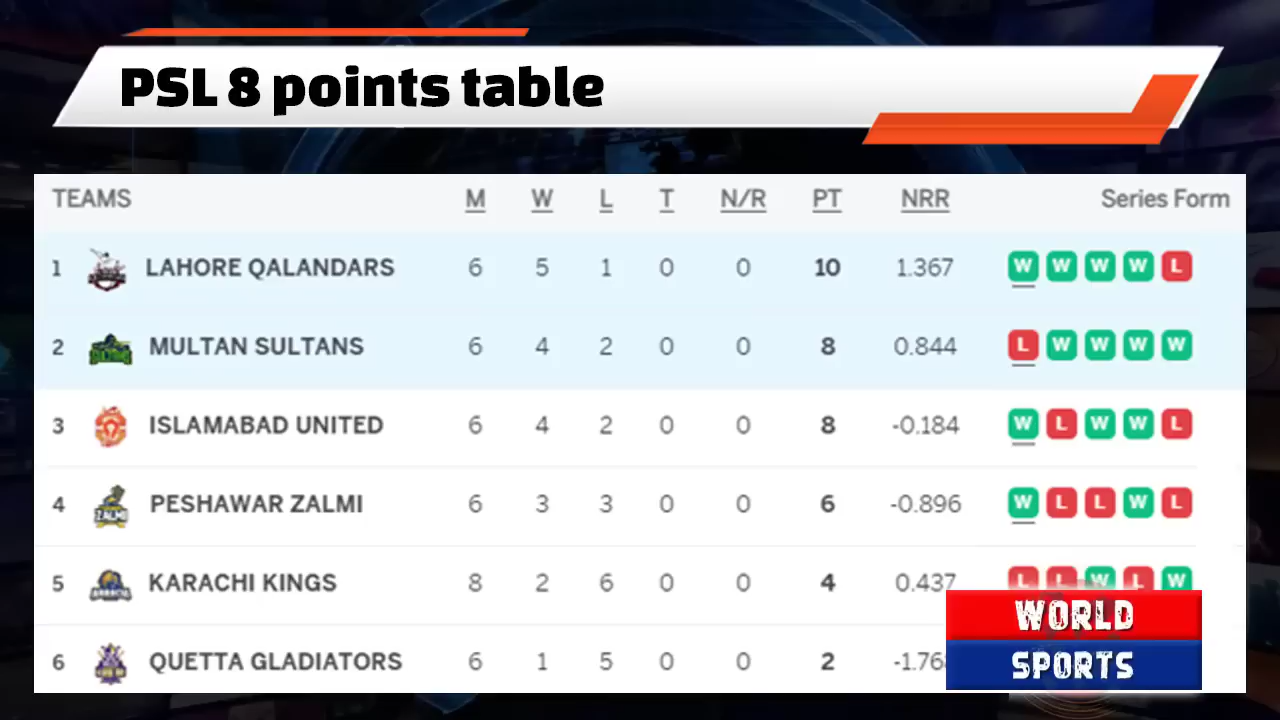 PSL 8 points table
TEAMS M W L T N/R PT NRR Series Form
1 LAHORE QALANDARS 6 5 1 0 0 10 1.367 W W W W L
2 MULTAN SULTANS 6 4 2 0 0 8 0.844 L W W W W
3 ISLAMABAD UNITED 6 4 2 0 0 8 -0.184 W L W W L
4 ZALMI PESHAWAR ZALMI 6 3 3 0 0 6 -0.896 W L L W L
5 KARACHI KINGS 8 2 6 0 0 4 0.437 L L W L W
6 QUETTA GLADIATORS 6 1 5 0 0 2
WORLD
SPORTS